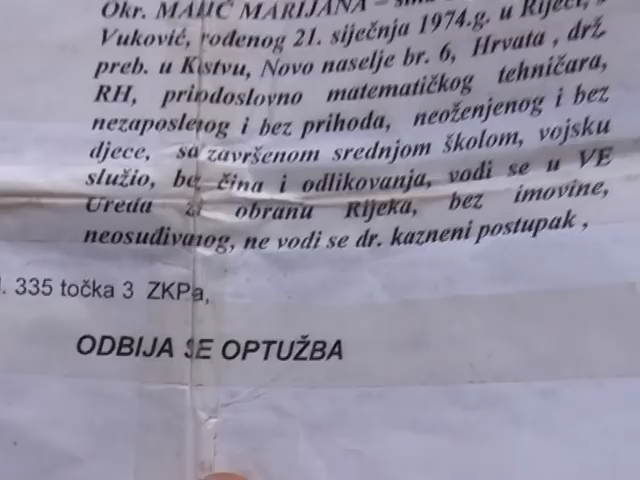 Okr. MALIĆ MARIJANA – sina
Vuković, rođenog 21. siječnja 1974.g. u Rijeci,
preb. u Kastvu, Novo naselje br. 6, Hrvata , drž.
RH, prirodoslovno matematičkog tehničara,
nezaposlenog i bez prihoda, neoženjenog i bez
djece, sa završenom srednjom školom, vojsku
služio, bez čina i odlikovanja, vodi se u VE
Ureda za obranu Rijeka, bez imovine,
neosuđivanog, ne vodi se dr. kazneni postupak ,
335 točka 3 ZKPa,
ODBIJA SE OPTUŽBA